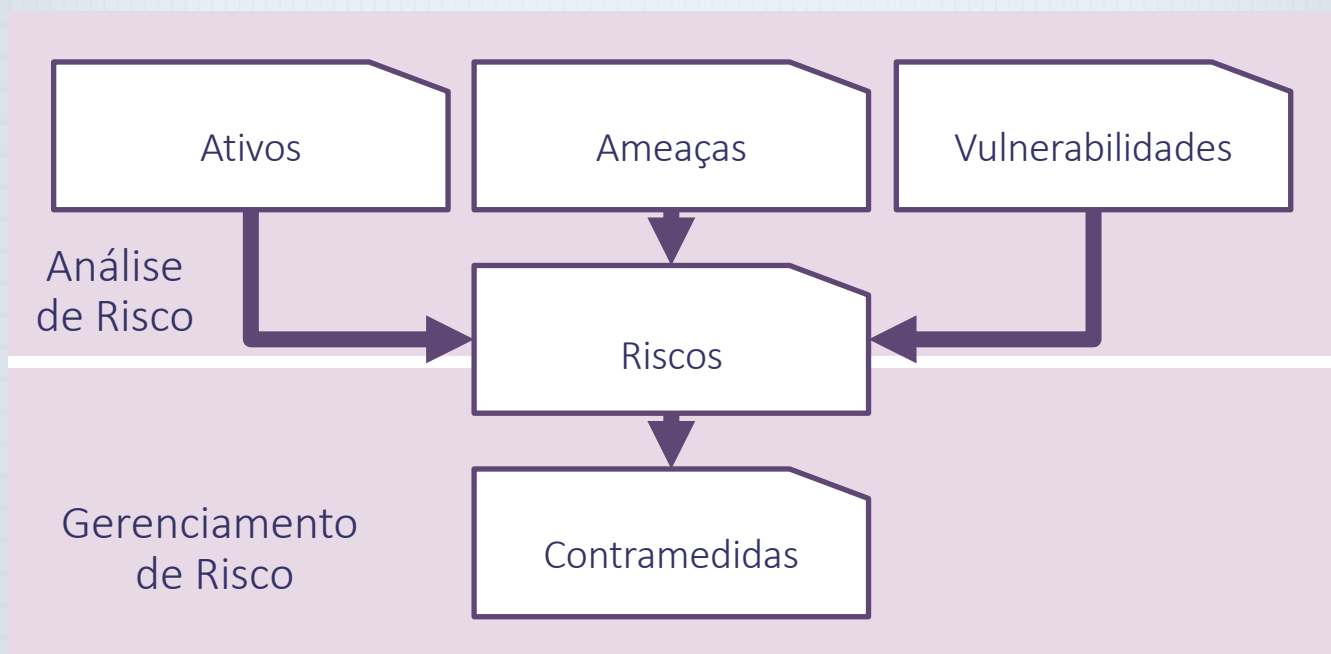 Ativos
Ameaças
Vulnerabilidades
Análise
de Risco
Riscos
Gerenciamento
de Risco
Contramedidas